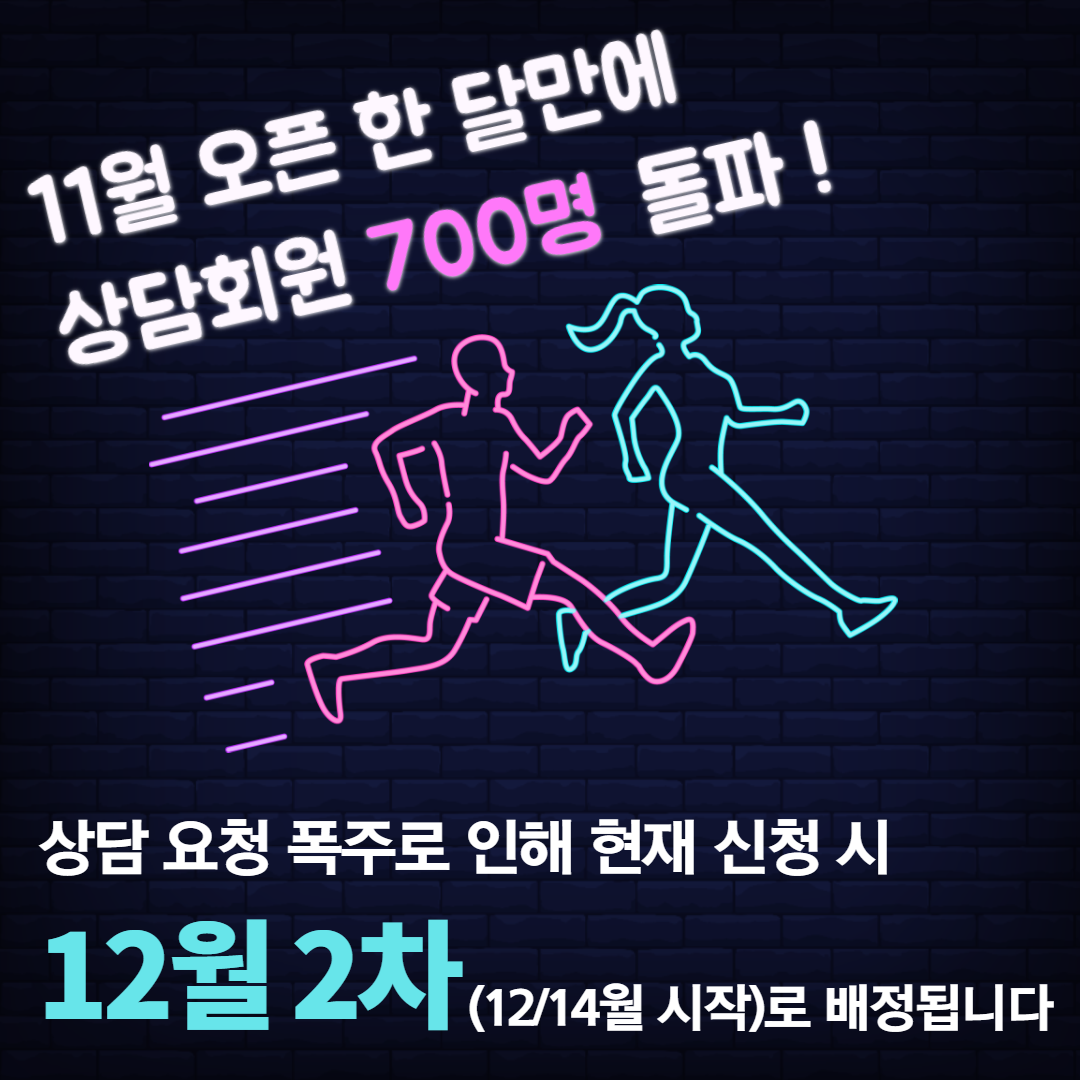 11월 오픈 한 달만에
상담회원 700명 돌파 !
상담 요청 폭주로 인해 현재 신청 시
12월 2차 (12/14월 시작)로 배정됩니다